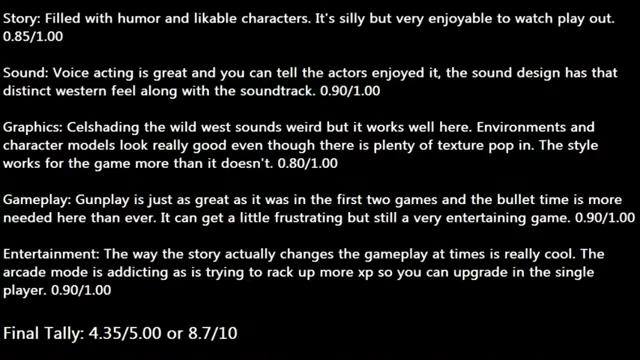 Story: Filled with humor and likable characters. It's silly but very enjoyable to watch play out.
0.85/1.00
Sound: Voice acting is great and you can tell the actors enjoyed it, the sound design has that
distinct western feel along with the soundtrack. 0.90/1.00
Graphics: Celshading the wild west sounds weird but it works well here. Environments and
character models look really good even though there is plenty of texture pop in. The style
works for the game more than it doesn't. 0.80/1.00
Gameplay: Gunplay is just as great as it was in the first two games and the bullet time is more
needed here than ever. It can get a little frustrating but still a very entertaining game. 0.90/1.00
Entertainment: The way the story actually changes the gameplay at times is really cool. The
arcade mode is addicting as is trying to rack up more xp so you can upgrade in the single
player. 0.90/1.00
Final Tally: 4.35/5.00 or 8.7/10